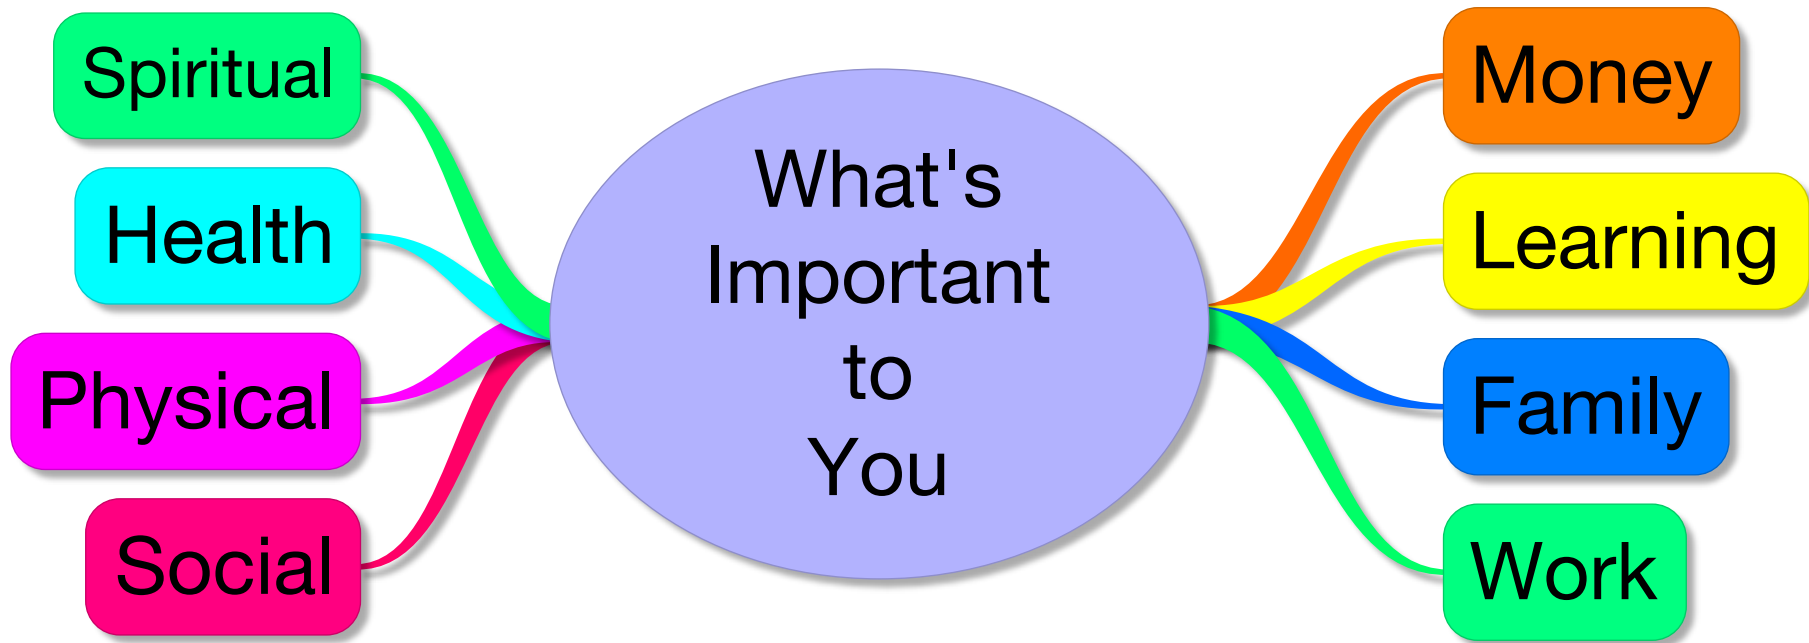 Spiritual
Health
Physical
Social
What's
Important
to
You
Money
Learning
Family
Work